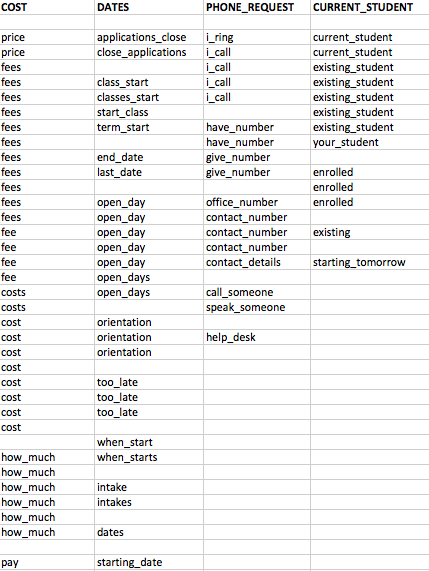 COST DATES PHONE_REQUEST CURRENT_STUDENT
price applications_close i_ring current_student
price close_applications i_call current_student
fees i_call existing_student
fees class_start i_call existing_student
fees classes_start i_call existing_student
fees start_class existing_student
fees term_start have_number existing_student
fees have_number your_student
fees end_date give_number
fees last_date give_number enrolled
fees enrolled
fees open_day office_number enrolled
fees open_day contact_number
fee open_day contact_number existing
fee open_day contact_number
fee open_day contact_details starting_tomorrow
fee open_days
costs open_days call_someone
costs speak_someone
cost orientation
cost orientation help_desk
cost orientation
cost
cost too_late
cost too_late
cost too_late
cost
when_start
how_much when_starts
how_much
how_much intake
how_much intakes
how_much
how_much dates
pay starting_date